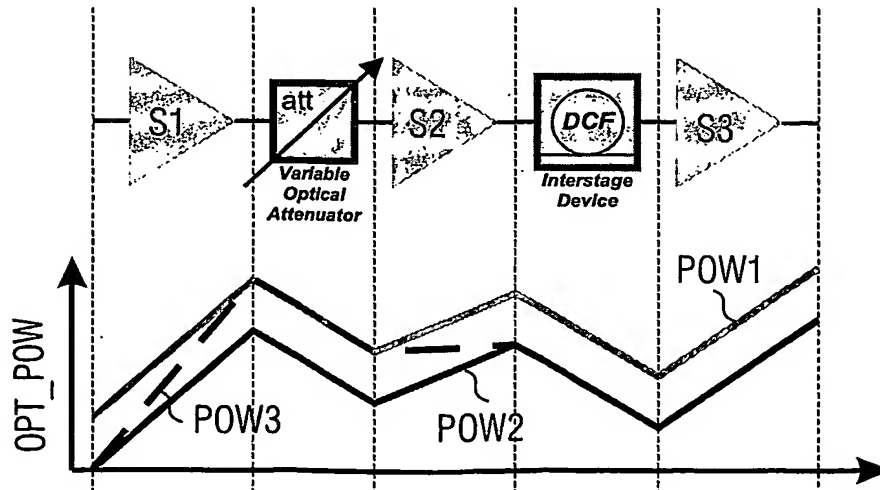 S1
att
S2
DCF
S3
Variable
Optical
Attenuator
Interstage
Device
POW1
OPT_POW
POW3
POW2